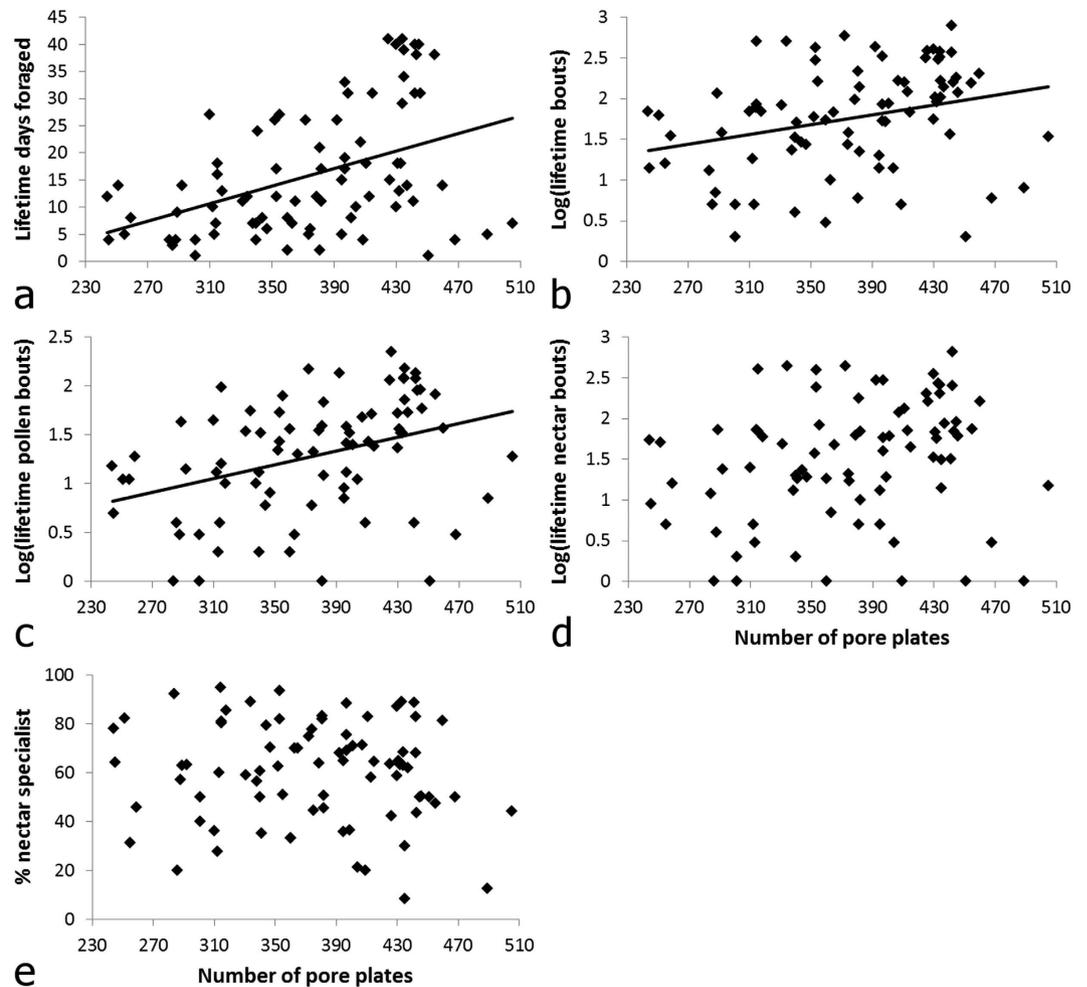 45
40
35
30
25
20
15
10
5
0
Lifetime days foraged
230 270 310 350 390 430 470 510
a
3
2.5
2
1.5
1
0.5
0
Log(lifetime bouts)
230 270 310 350 390 430 470 510
b
2.5
2
1.5
1
0.5
0
Log(lifetime pollen bouts)
230 270 310 350 390 430 470 510
c
3
2.5
2
1.5
1
0.5
0
Log(lifetime nectar bouts)
230 270 310 350 390 430 470 510
d
Number of pore plates
100
80
60
40
20
0
% nectar specialist
230 270 310 350 390 430 470 510
e
Number of pore plates